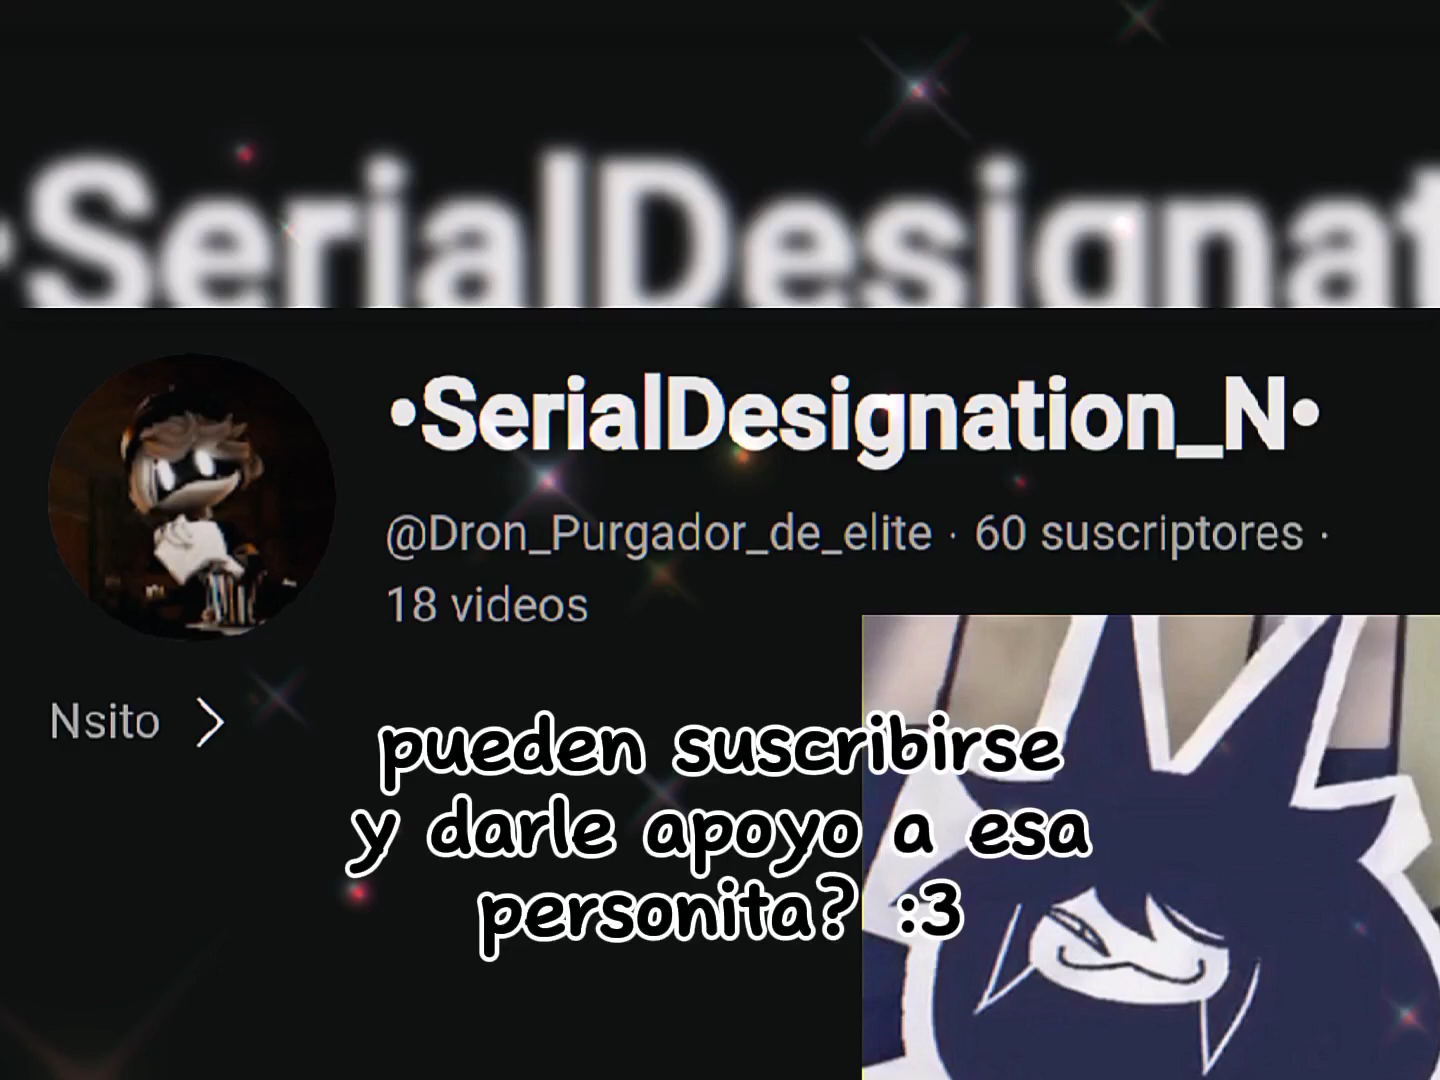 •SerialDesignat
•SerialDesignation_N•
@Dron_Purgador_de_elite · 60 suscriptores ·
18 videos
Nsito >
pueden suscribirse
y darle apoyo a esa
personita? :3